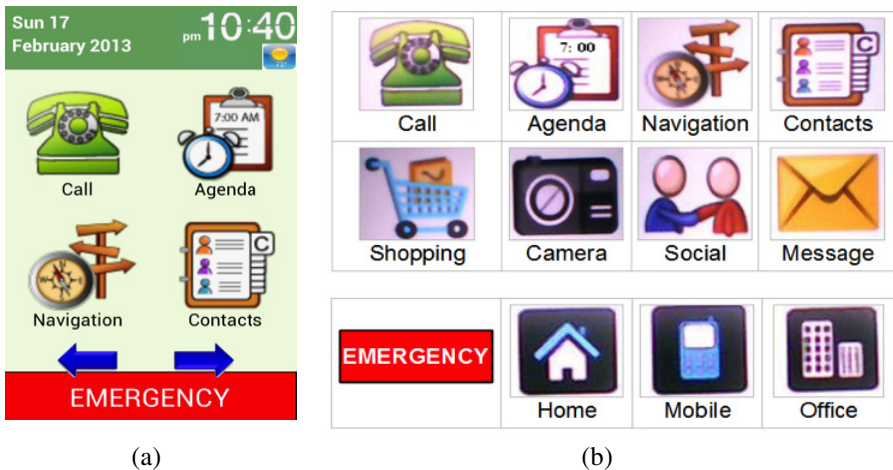 Sun 17
February 2013
pm 10:40
Call
7:00 AM
Agenda
Navigation
C
Contacts
EMERGENCY
(a)
7: 00
C
Call Agenda Navigation Contacts
Shopping Camera Social Message
EMERGENCY
Home Mobile Office
(b)